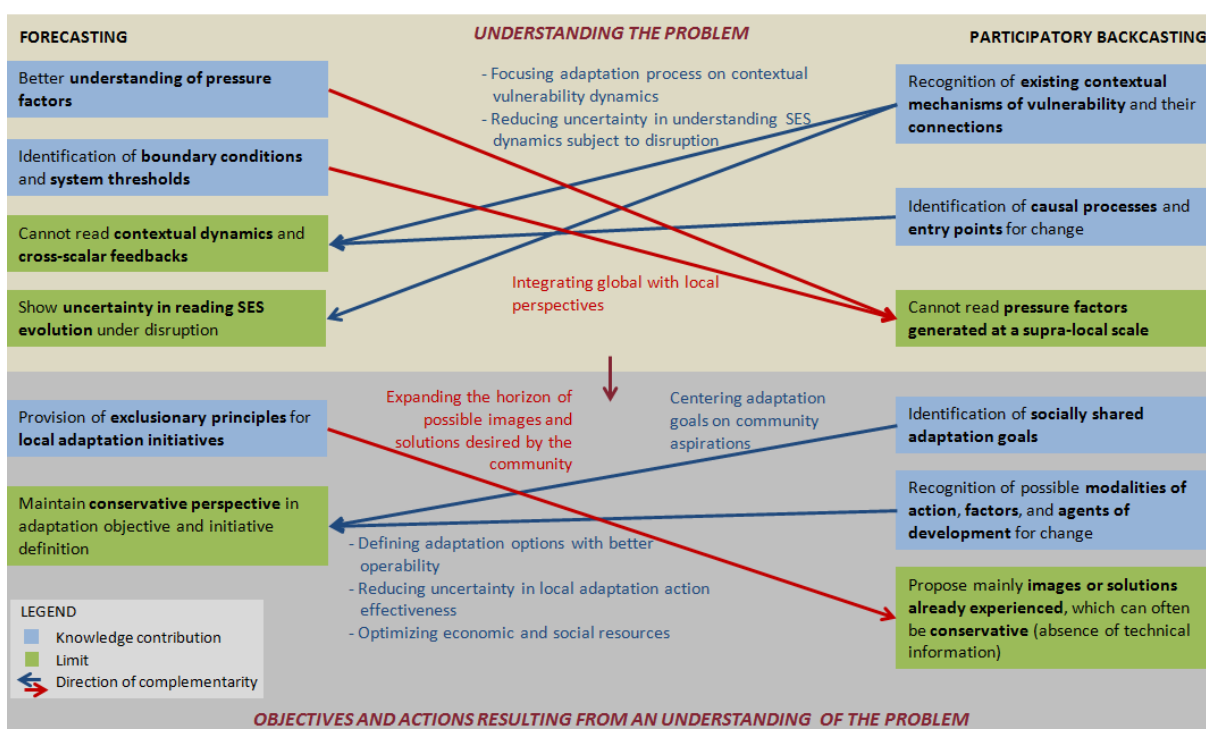 UNDERSTANDING THE PROBLEM
FORECASTING
Better understanding of pressure
factors
Identification of boundary conditions
and system thresholds
Cannot read contextual dynamics and
cross-scalar feedbacks
Show uncertainty in reading SES
evolution under disruption
- Focusing adaptation process on contextual
vulnerability dynamics
- Reducing uncertainty in understanding SES
dynamics subject to disruption
Integrating global with local
perspectives
PARTICIPATORY BACKCASTING
Recognition of existing contextual
mechanisms of vulnerability and their
connections
Identification of causal processes and
entry points for change
Cannot read pressure factors
generated at a supra-local scale
Provision of exclusionary principles for
local adaptation initiatives
Maintain conservative perspective in
adaptation objective and initiative
definition
Expanding the horizon of
possible images and
solutions desired by the
community
Centering adaptation
goals on community
aspirations
- Defining adaptation options with better
operability
- Reducing uncertainty in local adaptation action
effectiveness
- Optimizing economic and social resources
Identification of socially shared
adaptation goals
Recognition of possible modalities of
action, factors, and agents of
development for change
Propose mainly images or solutions
already experienced, which can often
be conservative (absence of technical
information)
LEGEND
Knowledge contribution
Limit
Direction of complementarity
OBJECTIVES AND ACTIONS RESULTING FROM AN UNDERSTANDING OF THE PROBLEM